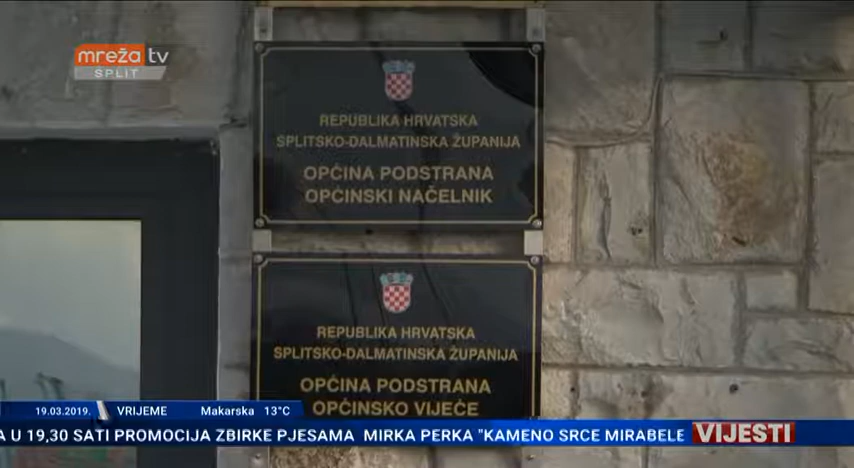 mreža tv
SPLIT
REPUBLIKA HRVATSKA
SPLITSKO-DALMATINSKA ŽUPANIJA
OPĆINA PODSTRANA
OPĆINSKI NAČELNIK
REPUBLIKA HRVATSKA
SPLITSKO-DALMATINSKA ŽUPANIJA
OPĆINA PODSTRANA
OPĆINSKO VIJEĆE
19.03.2019. VRIJEME Makarska 13°C
A U 19,30 SATI PROMOCIJA ZBIRKE PJESAMA MIRKA PERKA "KAMENO SRCE MIRABELE VIJESTI